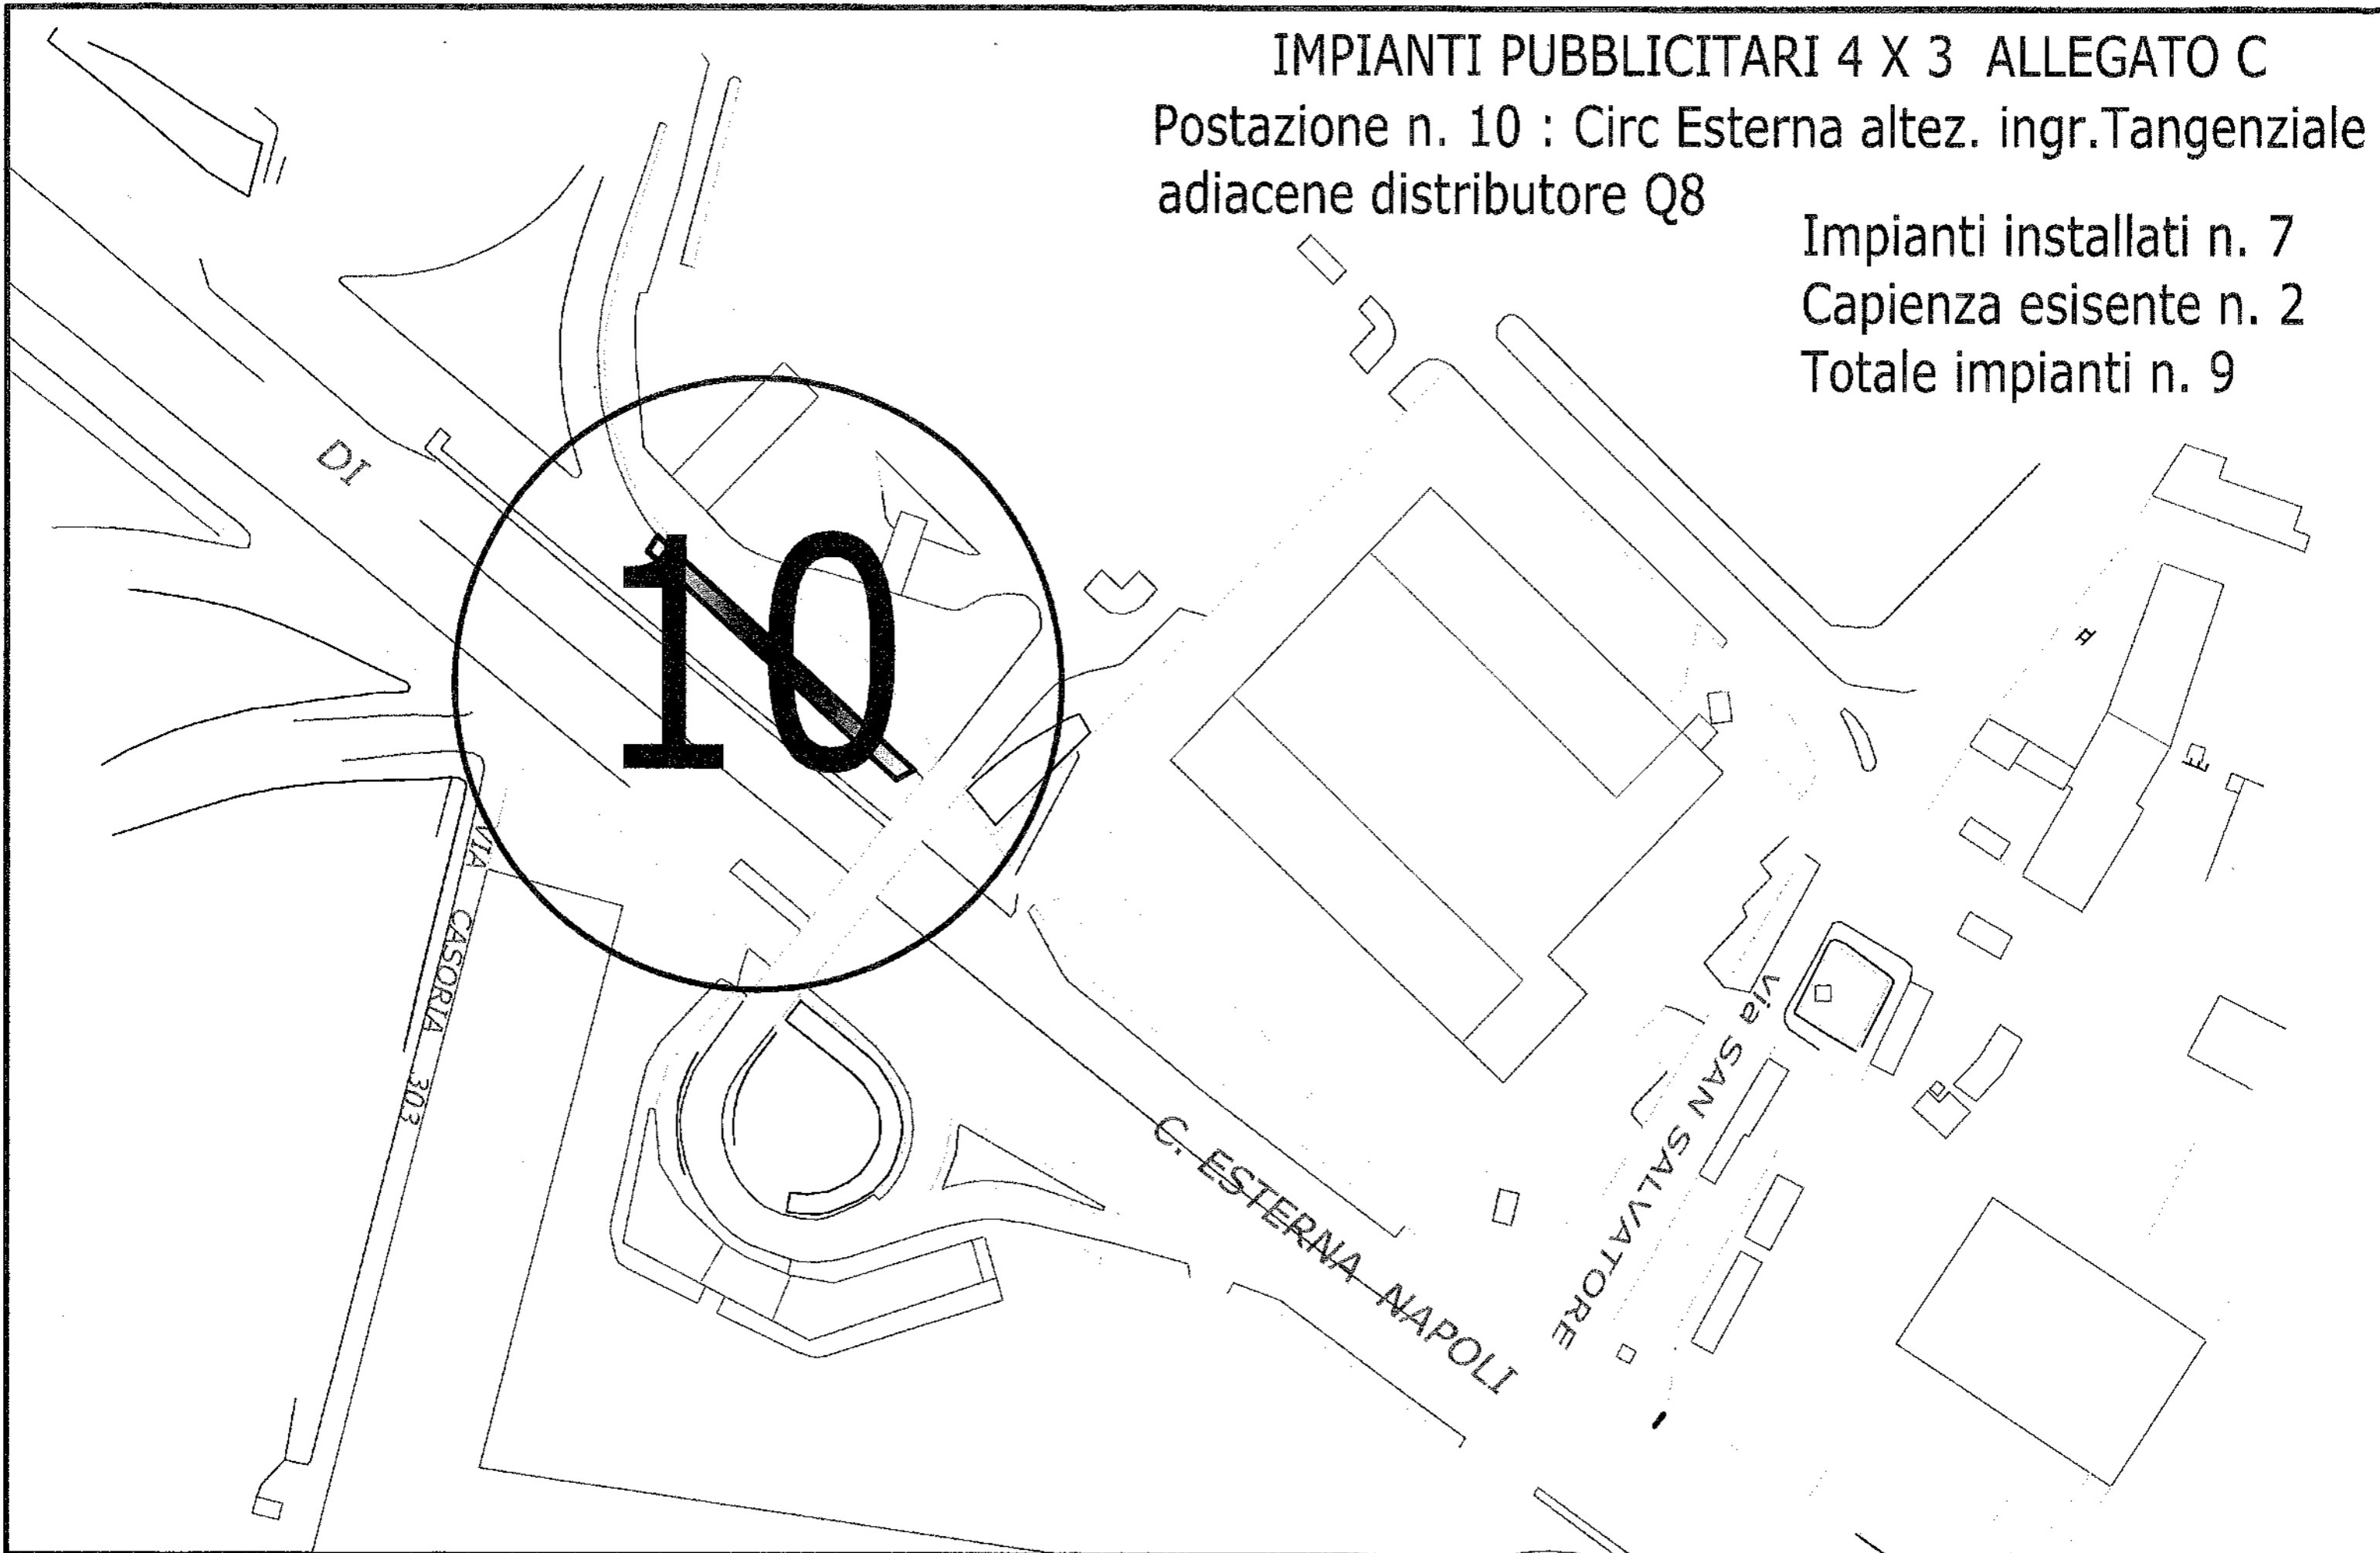 IMPIANTI PUBBLICITARI 4 X 3 ALLEGATO C
Postazione n. 10 : Circ Esterna altez. ingr.Tangenziale
adiacene distributore Q8
Impianti installati n. 7
Capienza esisente n. 2
Totale impianti n. 9
DI
10
VIA CASORIA 303
C. ESTERNA NAPOLI
Via SAN SALVATORE